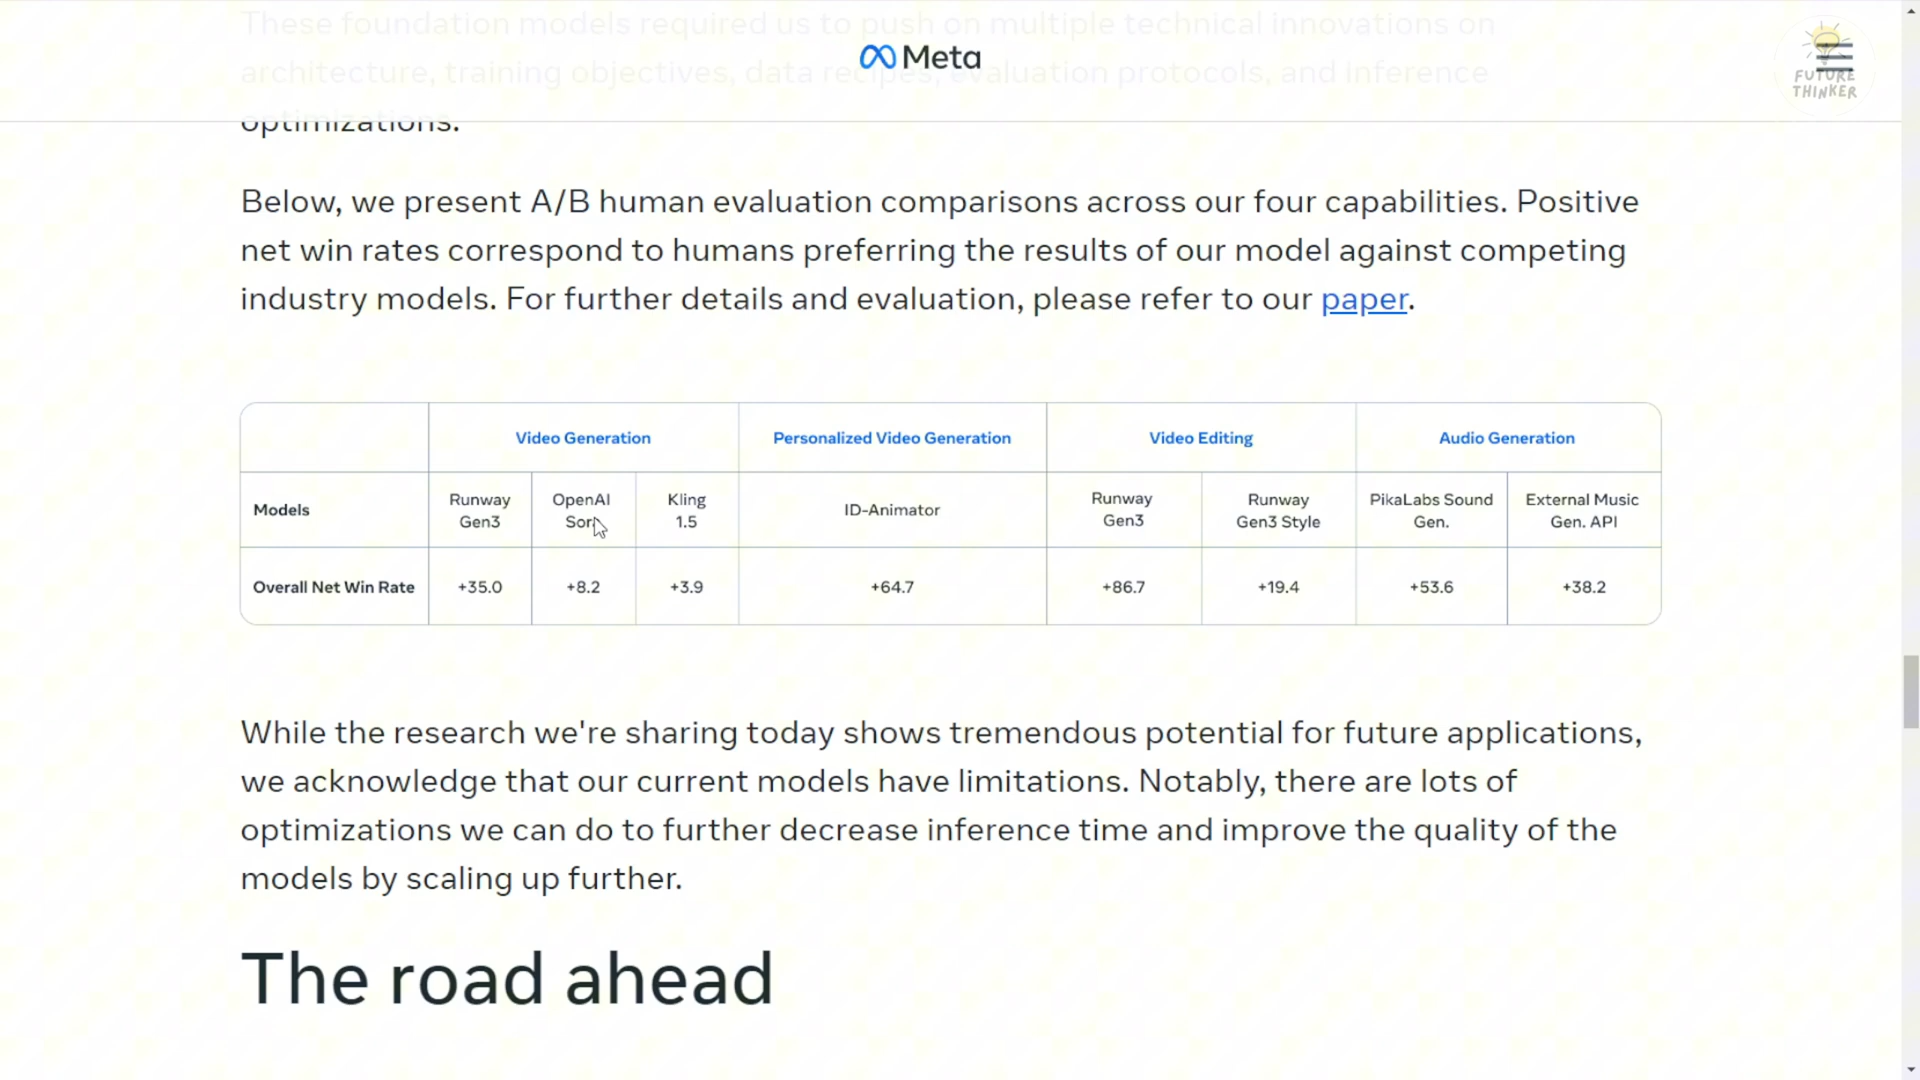 These foundation models required us to push on multiple technical innovations on
architecture, training objectives, data recipes, evaluation protocols, and inference
optimizations.
Meta
FUTURE
THINKER
Below, we present A/B human evaluation comparisons across our four capabilities. Positive
net win rates correspond to humans preferring the results of our model against competing
industry models. For further details and evaluation, please refer to our paper.
Video Generation Personalized Video Generation Video Editing Audio Generation
Models Runway Gen3 OpenAI Sora Kling 1.5 ID-Animator Runway Gen3 Runway Gen3 Style PikaLabs Sound Gen. External Music Gen. API
Overall Net Win Rate +35.0 +8.2 +3.9 +64.7 +86.7 +19.4 +53.6 +38.2
While the research we're sharing today shows tremendous potential for future applications,
we acknowledge that our current models have limitations. Notably, there are lots of
optimizations we can do to further decrease inference time and improve the quality of the
models by scaling up further.
The road ahead